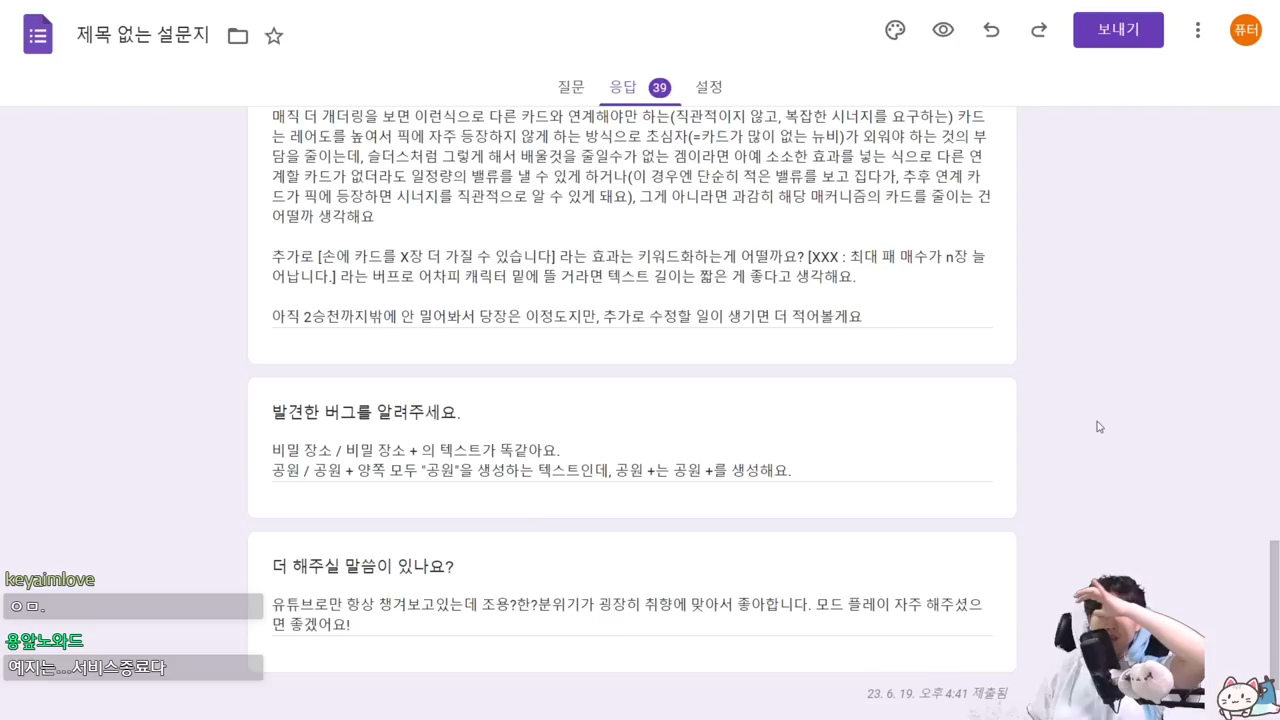 제목 없는 설문지
보내기
퓨터
질문
응답 39
설정
매직 더 개더링을 보면 이런식으로 다른 카드와 연계해야만 하는(직관적이지 않고, 복잡한 시너지를 요구하는) 카드
는 레어도를 높여서 픽에 자주 등장하지 않게 하는 방식으로 초심자(=카드가 많이 없는 뉴비)가 외워야 하는 것의 부
담을 줄이는데, 슬더스처럼 그렇게 해서 배울것을 줄일수가 없는 겜이라면 아예 소소한 효과를 넣는 식으로 다른 연
계할 카드가 없더라도 일정량의 밸류를 낼 수 있게 하거나(이 경우엔 단순히 적은 밸류를 보고 집다가, 추후 연계 카
드가 픽에 등장하면 시너지를 직관적으로 알 수 있게 돼요), 그게 아니라면 과감히 해당 매커니즘의 카드를 줄이는 건
어떨까 생각해요
추가로 [손에 카드를 X장 더 가질 수 있습니다] 라는 효과는 키워드화하는게 어떨까요? [XXX : 최대 패 매수가 n장 늘
어납니다.] 라는 버프로 어차피 캐릭터 밑에 뜰 거라면 텍스트 길이는 짧은 게 좋다고 생각해요.
아직 2승천까지밖에 안 밀어봐서 당장은 이정도지만, 추가로 수정할 일이 생기면 더 적어볼게요
발견한 버그를 알려주세요.
비밀 장소 / 비밀 장소 + 의 텍스트가 똑같아요.
공원 / 공원 + 양쪽 모두 "공원"을 생성하는 텍스트인데, 공원 +는 공원 +를 생성해요.
더 해주실 말씀이 있나요?
유튜브로만 항상 챙겨보고있는데 조용?한?분위기가 굉장히 취향에 맞아서 좋아합니다. 모드 플레이 자주 해주셨으
면 좋겠어요!
23. 6. 19. 오후 4:41 제출됨
keyaimlove
ㅇㅁ.
용앞노와드
예지는...서비스종료다